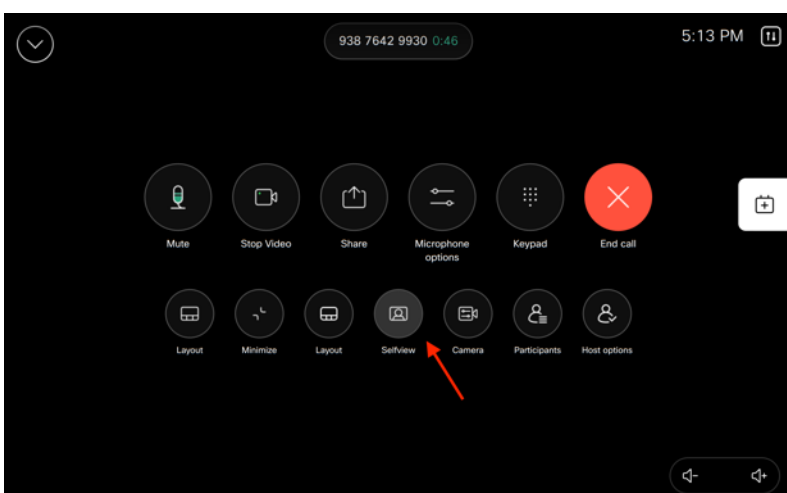 938 7642 9930 0:46
5:13 PM
Mute
Stop Video
Share
Microphone
options
Keypad
End call
Layout
Minimize
Layout
Selfview
Camera
Participants
Host options